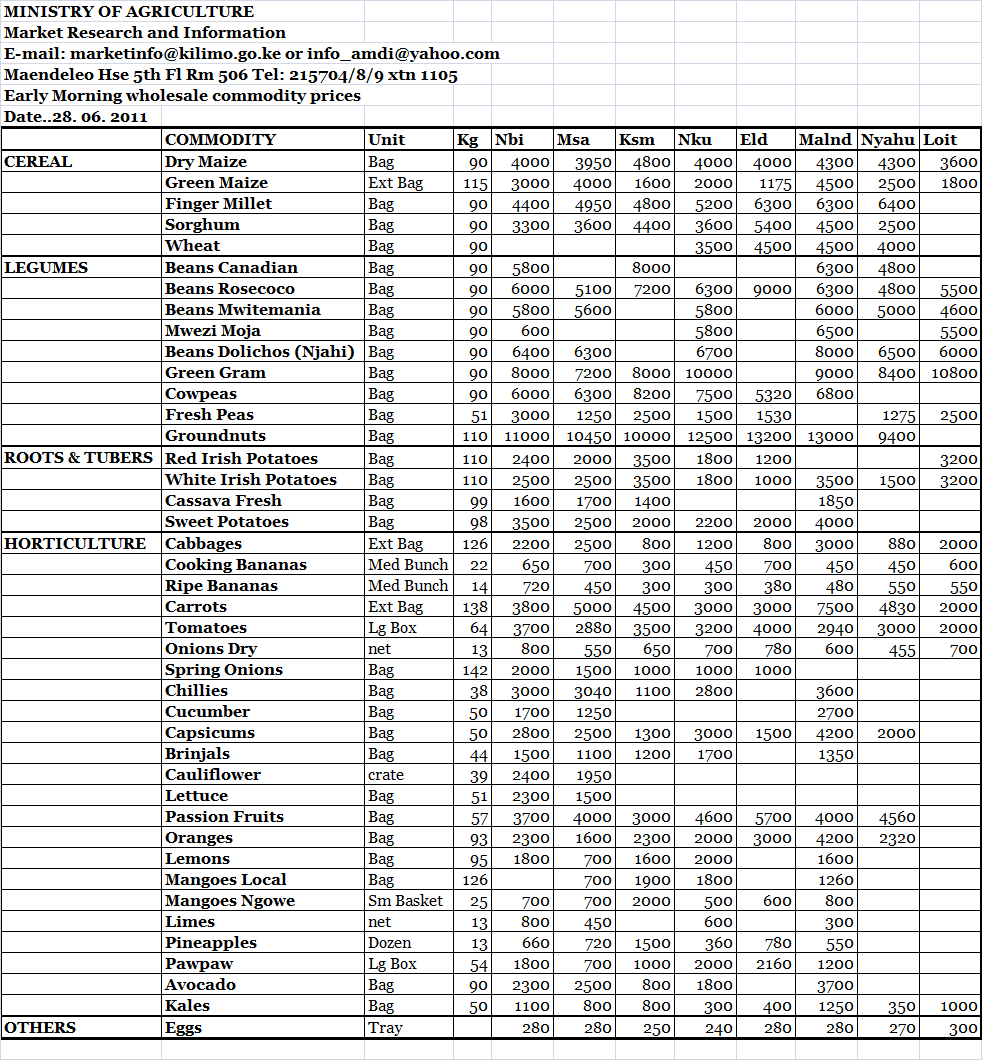 MINISTRY OF AGRICULTURE
Market Research and Information
E-mail: marketinfo@kilimo.go.ke or info_amdi@yahoo.com
Maendeleo Hse 5th Fl Rm 506 Tel: 215704/8/9 xtn 1105
Early Morning wholesale commodity prices
Date..28. 06. 2011
COMMODITY Unit Kg Nbi Msa Ksm Nku Eld Malnd Nyahu Loit
CEREAL Dry Maize Bag 90 4000 3950 4800 4000 4000 4300 4300 3600
Green Maize Ext Bag 115 3000 4000 1600 2000 1175 4500 2500 1800
Finger Millet Bag 90 4400 4950 4800 5200 6300 6300 6400
Sorghum Bag 90 3300 3600 4400 3600 5400 4500 2500
Wheat Bag 90 3500 4500 4500 4000
LEGUMES Beans Canadian Bag 90 5800 8000 6300 4800
Beans Rosecoco Bag 90 6000 5100 7200 6300 9000 6300 4800 5500
Beans Mwitemania Bag 90 5800 5600 5800 6000 5000 4600
Mwezi Moja Bag 90 600 5800 6500 5500
Beans Dolichos (Njahi) Bag 90 6400 6300 6700 8000 6500 6000
Green Gram Bag 90 8000 7200 8000 10000 9000 8400 10800
Cowpeas Bag 90 6000 6300 8200 7500 5320 6800
Fresh Peas Bag 51 3000 1250 2500 1500 1530 1275 2500
Groundnuts Bag 110 11000 10450 10000 12500 13200 13000 9400
ROOTS & TUBERS Red Irish Potatoes Bag 110 2400 2000 3500 1800 1200 3200
White Irish Potatoes Bag 110 2500 2500 3500 1800 1000 3500 1500 3200
Cassava Fresh Bag 99 1600 1700 1400 1850
Sweet Potatoes Bag 98 3500 2500 2000 2200 2000 4000
HORTICULTURE Cabbages Ext Bag 126 2200 2500 800 1200 800 3000 880 2000
Cooking Bananas Med Bunch 22 650 700 300 450 700 450 450 600
Ripe Bananas Med Bunch 14 720 450 300 300 380 480 550 550
Carrots Ext Bag 138 3800 5000 4500 3000 3000 7500 4830 2000
Tomatoes Lg Box 64 3700 2880 3500 3200 4000 2940 3000 2000
Onions Dry net 13 800 550 650 700 780 600 455 700
Spring Onions Bag 142 2000 1500 1000 1000 1000
Chillies Bag 38 3000 3040 1100 2800 3600
Cucumber Bag 50 1700 1250 2700
Capsicums Bag 50 2800 2500 1300 3000 1500 4200 2000
Brinjals Bag 44 1500 1100 1200 1700 1350
Cauliflower crate 39 2400 1950
Lettuce Bag 51 2300 1500
Passion Fruits Bag 57 3700 4000 3000 4600 5700 4000 4560
Oranges Bag 93 2300 1600 2300 2000 3000 4200 2320
Lemons Bag 95 1800 700 1600 2000 1600
Mangoes Local Bag 126 700 1900 1800 1260
Mangoes Ngowe Sm Basket 25 700 700 2000 500 600 800
Limes net 13 800 450 600 300
Pineapples Dozen 13 660 720 1500 360 780 550
Pawpaw Lg Box 54 1800 700 1000 2000 2160 1200
Avocado Bag 90 2300 2500 800 1800 3700
Kales Bag 50 1100 800 800 300 400 1250 350 1000
OTHERS Eggs Tray 280 280 250 240 280 280 270 300